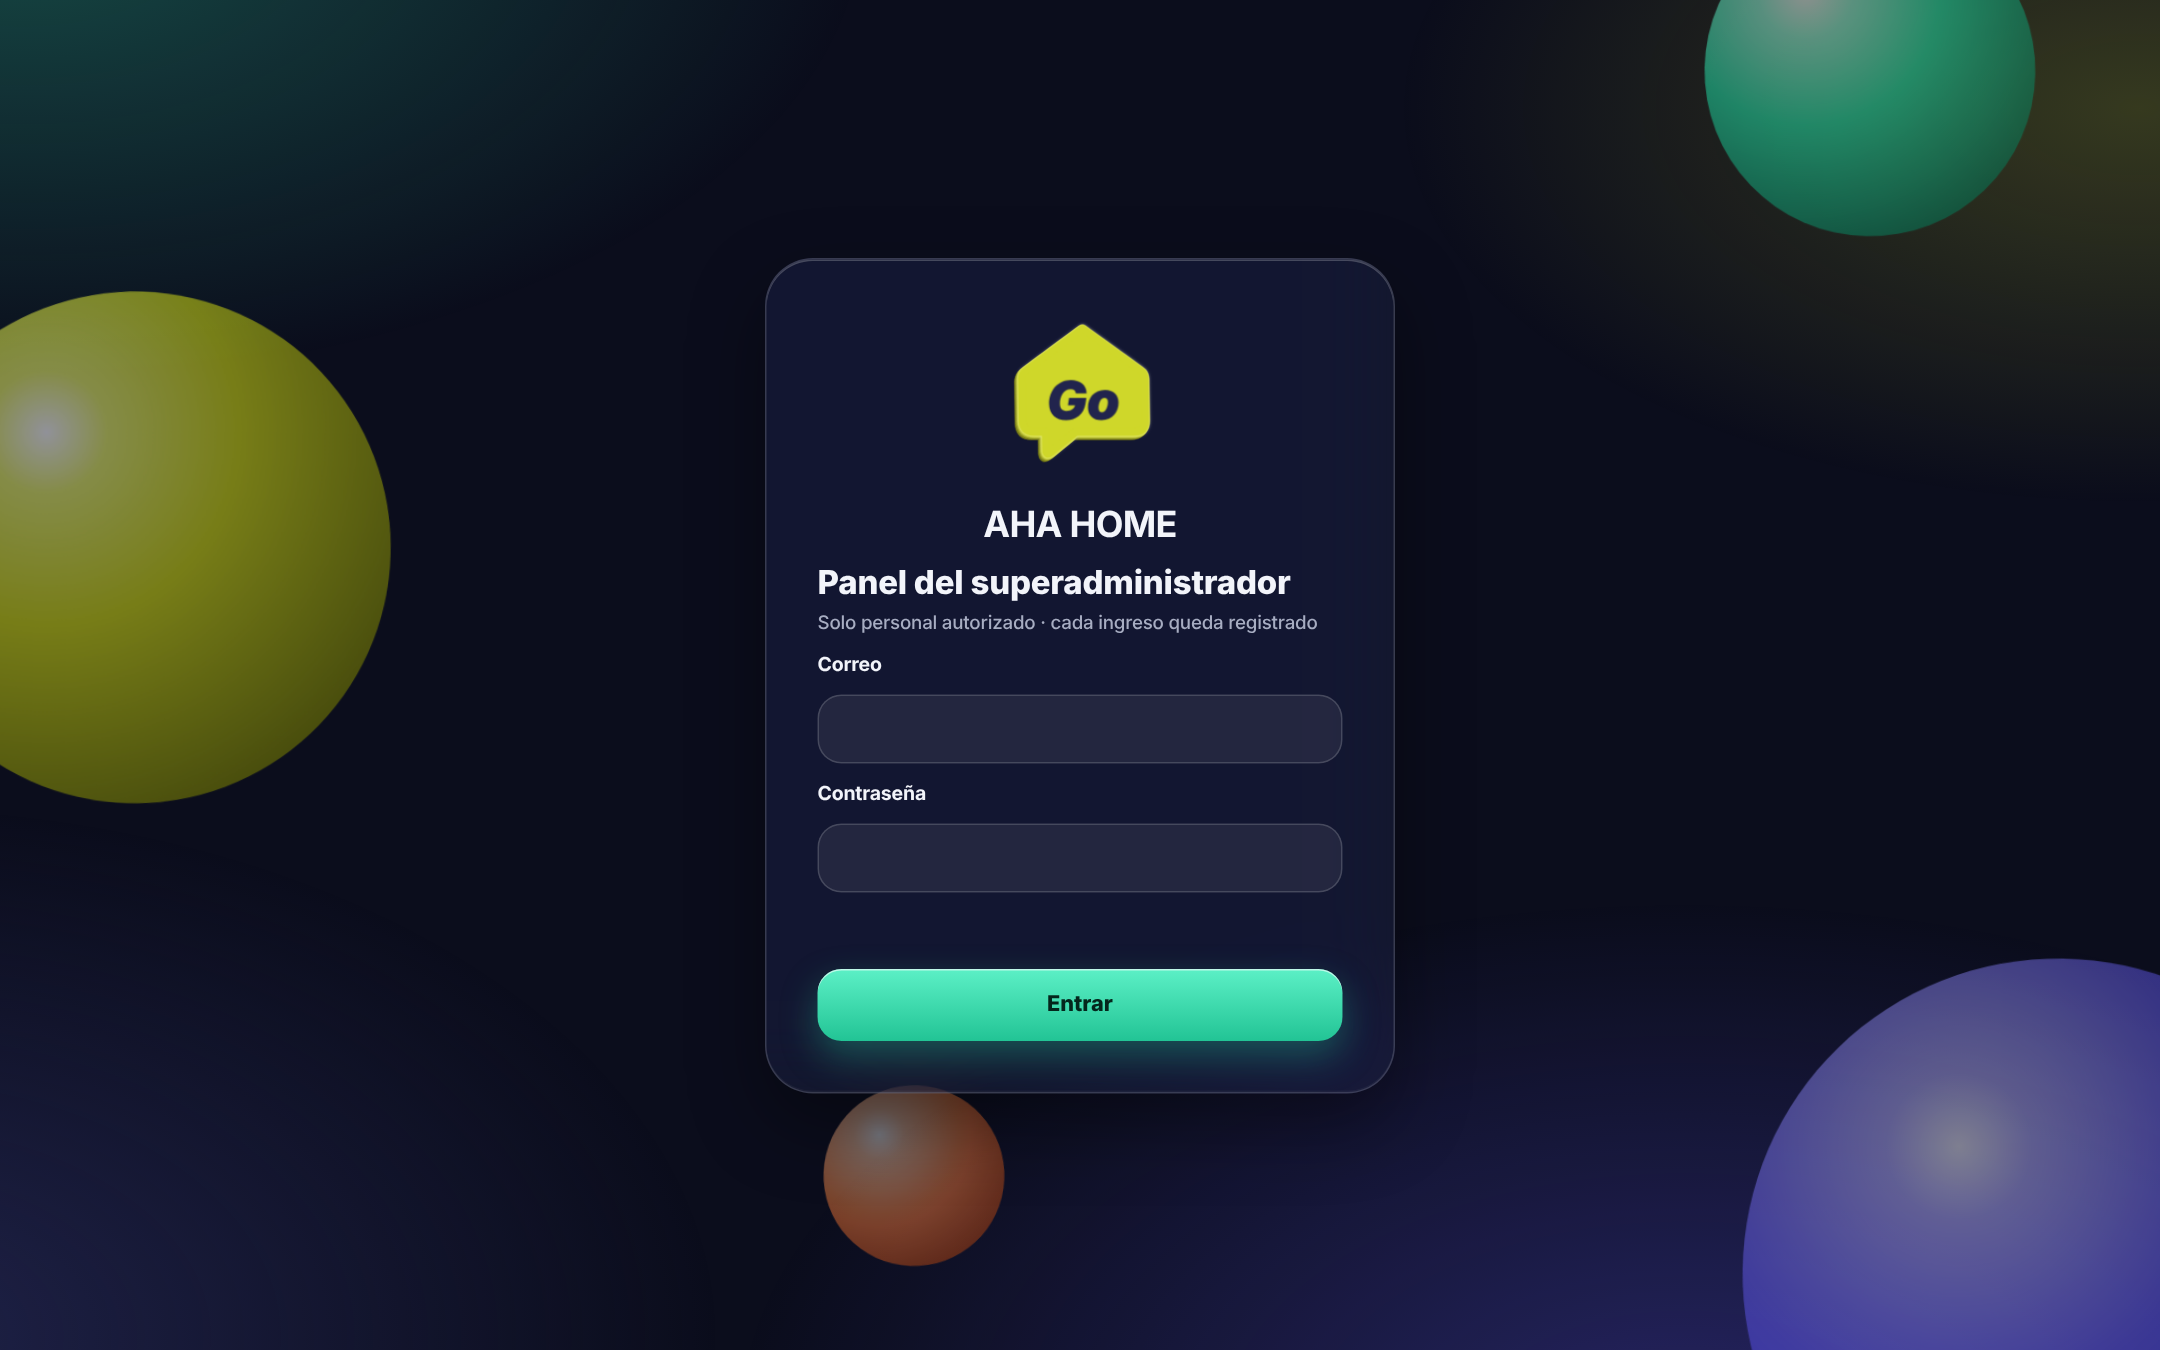 Go
AHA HOME
Panel del superadministrador
Solo personal autorizado · cada ingreso queda registrado
Correo
Contraseña
Entrar